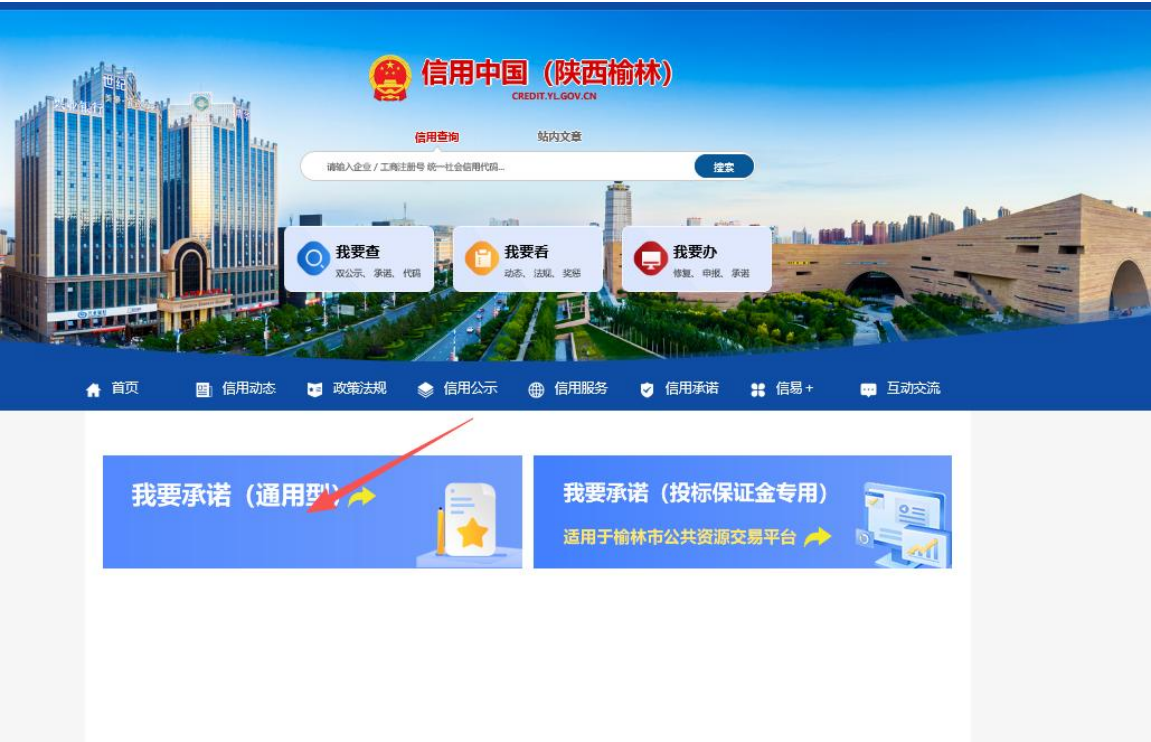 世纪
信用中国（陕西榆林）
CREDIT.YL.GOV.CN
信用查询 站内文章
请输入企业 / 工商注册号 统一社会信用代码... 搜索
我要查 我要看 我要办
双公示、承诺、代码 动态、法规、奖惩 修复、申报、承诺
首页 信用动态 政策法规 信用公示 信用服务 信用承诺 信易+ 互动交流
我要承诺（通用型）
我要承诺（投标保证金专用）
适用于榆林市公共资源交易平台